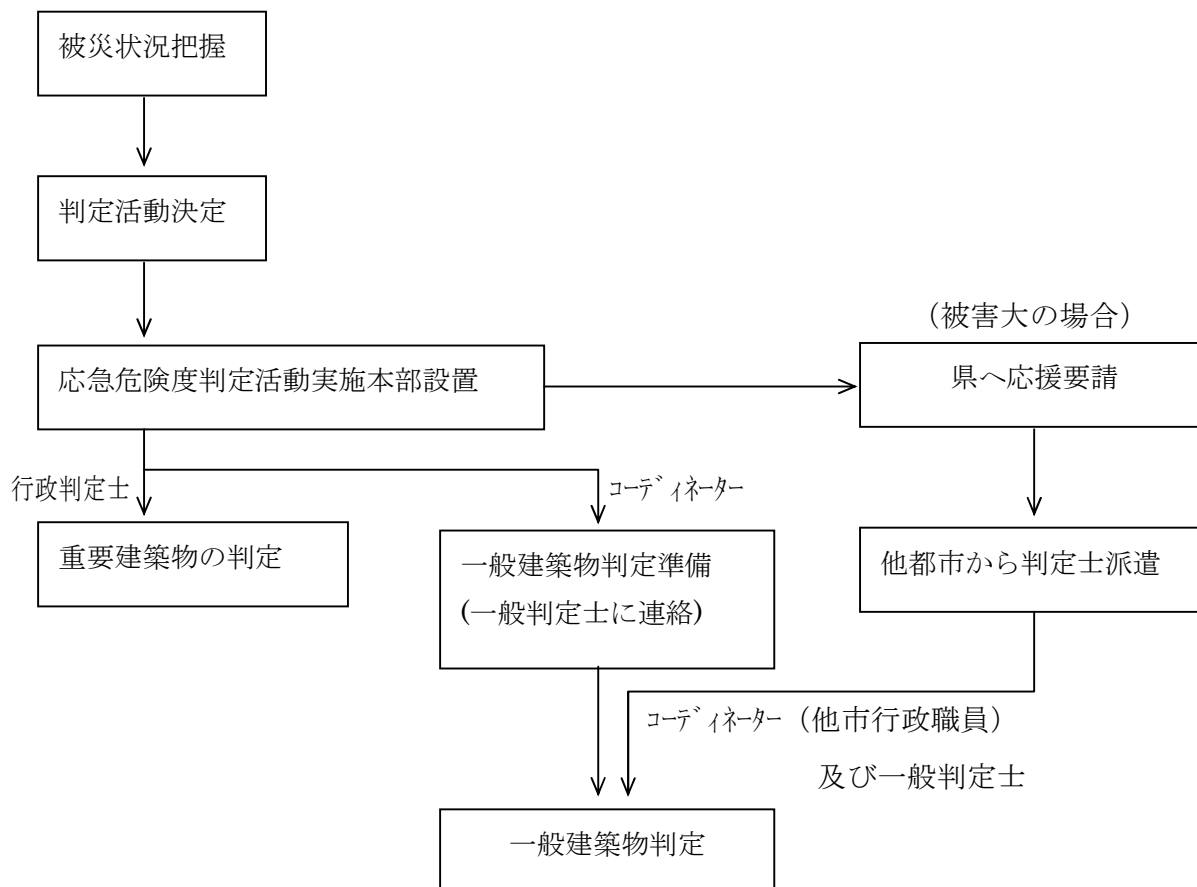 被災状況把握
判定活動決定
(被害大の場合)
応急危険度判定活動実施本部設置
県へ応援要請
行政判定士
コーディネーター
重要建築物の判定
一般建築物判定準備
(一般判定士に連絡)
他都市から判定士派遣
コーディネーター(他市行政職員)
及び一般判定士
一般建築物判定